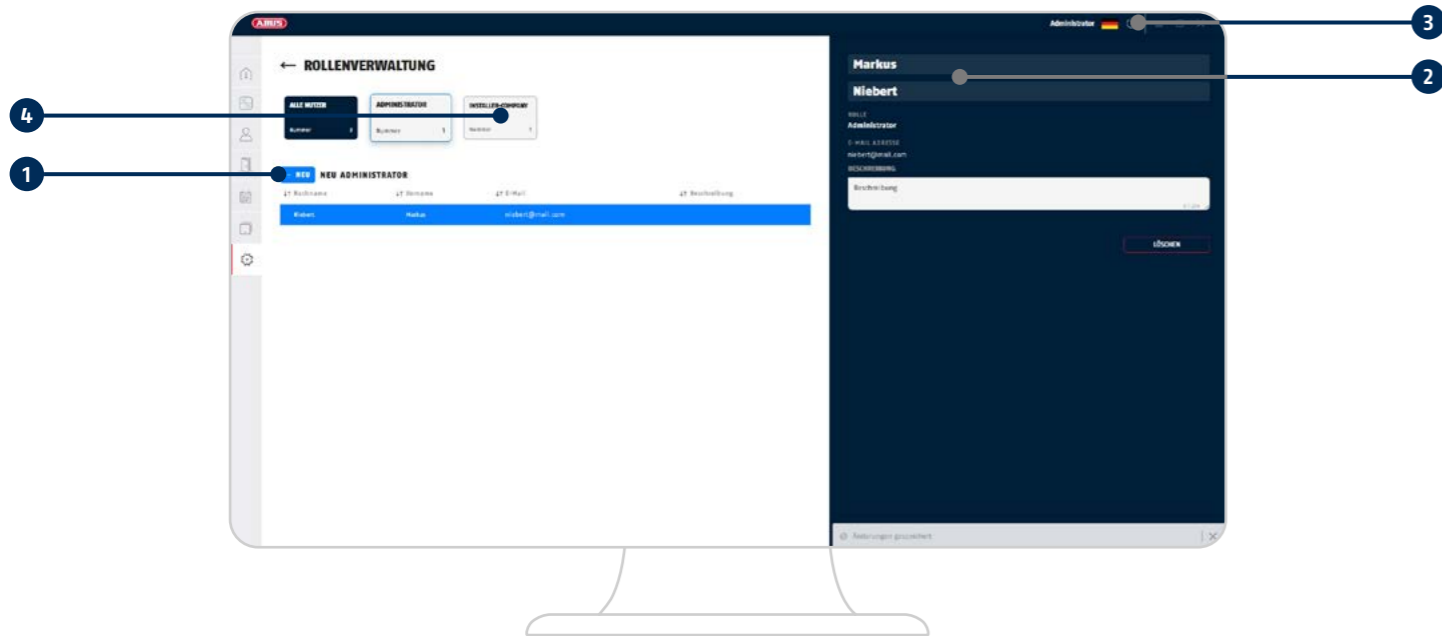 ABUS
Administrator
3
← ROLLENVERWALTUNG
Markus
2
Niebert
ALLE NUTZER
ADMINISTRATOR
INSTALLER-COMPANY
4
Nummer
Nummer 1
Nummer 1
ROLLE
Administrator
E-MAIL ADRESSE
niebert@mail.com
1
NEU NEU ADMINISTRATOR
BESCHREIBUNG
Nachname
Vorname
E-Mail
Beschreibung
Beschreibung
Niebert Markus niebert@mail.com
LÖSCHEN
Änderungen gespeichert